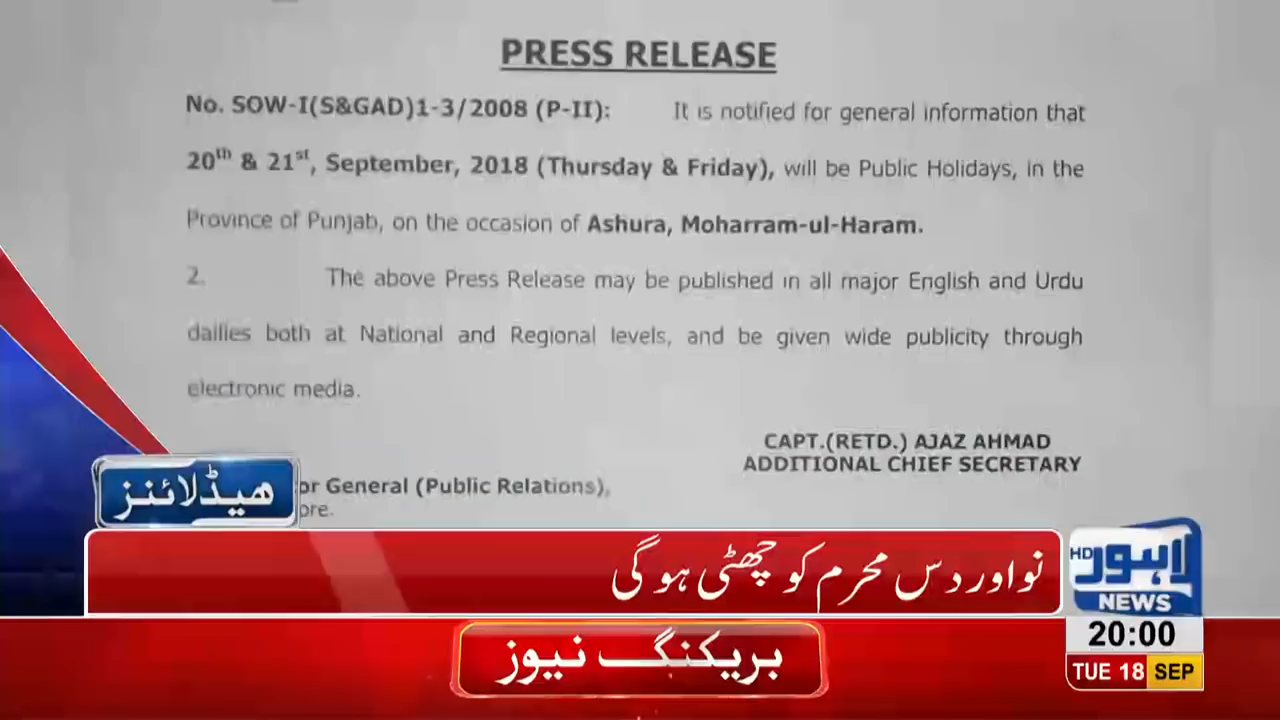 PRESS RELEASE
No. SOW-I(S&GAD)1-3/2008 (P-II): It is notified for general information that
20th & 21st, September, 2018 (Thursday & Friday), will be Public Holidays, in the
Province of Punjab, on the occasion of Ashura, Moharram-ul-Haram.
2. The above Press Release may be published in all major English and Urdu
dailies both at National and Regional levels, and be given wide publicity through
electronic media.
CAPT.(RETD.) AJAZ AHMAD
ADDITIONAL CHIEF SECRETARY
or General (Public Relations),
ore.
ہیڈلائنز
نو اور دس محرم کو چھٹی ہو گی
HD لاہور
NEWS
20:00
TUE 18 SEP
بریکنگ نیوز